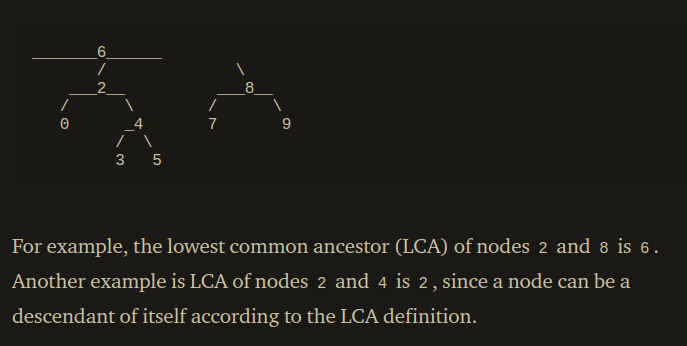 _______6______
/ \
___2__ ___8__
/ \ / \
0 _4 7 9
/ \
3 5
For example, the lowest common ancestor (LCA) of nodes 2 and 8 is 6.
Another example is LCA of nodes 2 and 4 is 2, since a node can be a
descendant of itself according to the LCA definition.